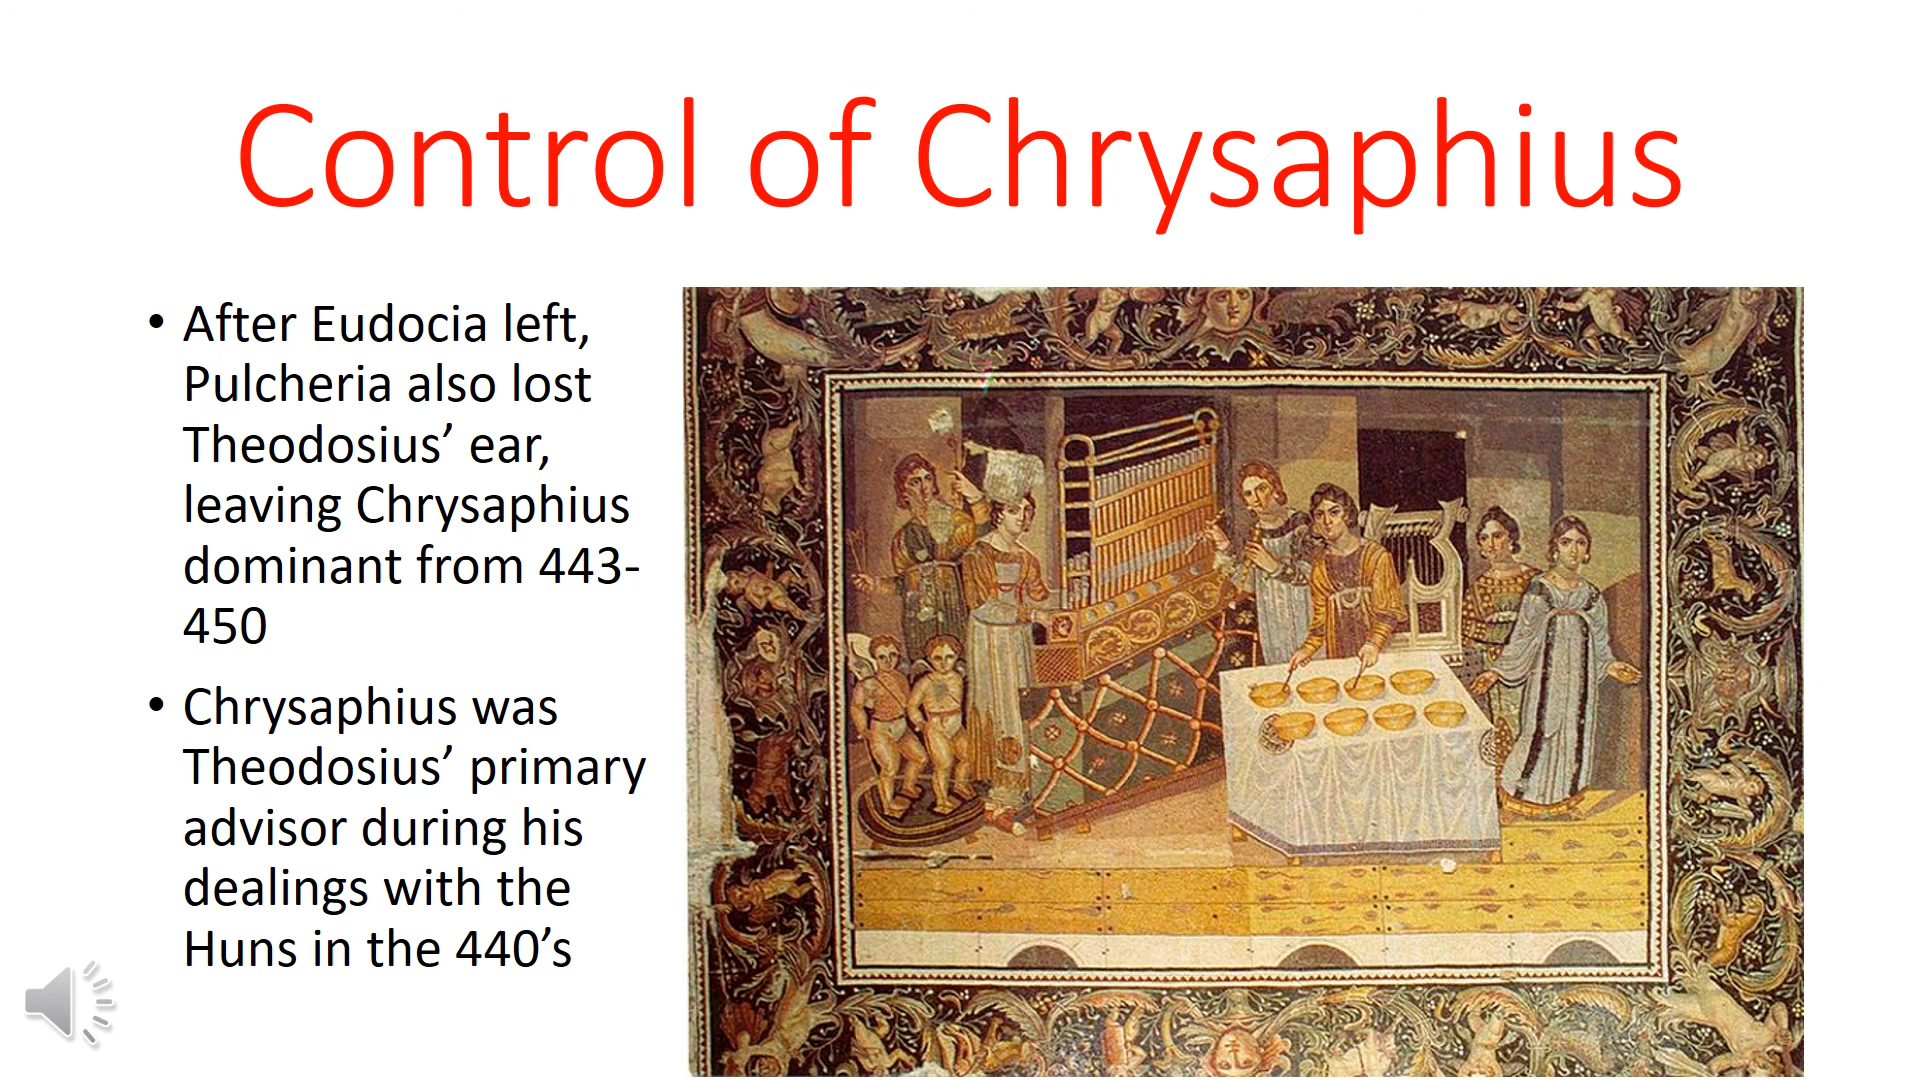 Control of Chrysaphius
• After Eudocia left,
Pulcheria also lost
Theodosius’ ear,
leaving Chrysaphius
dominant from 443-
450
• Chrysaphius was
Theodosius’ primary
advisor during his
dealings with the
Huns in the 440’s